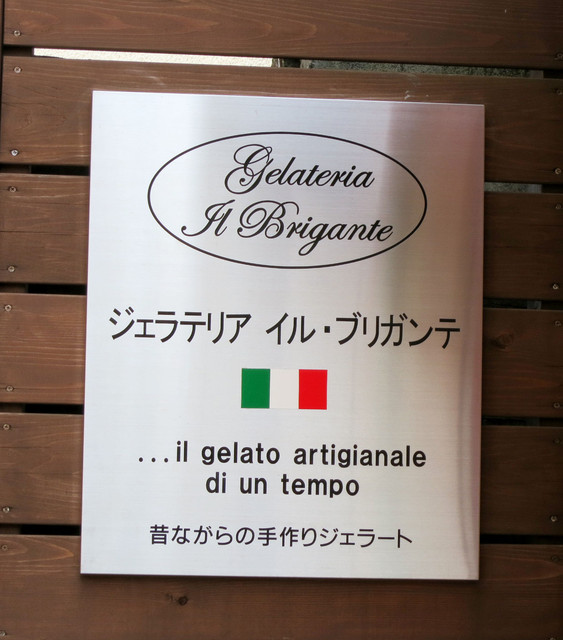 Gelateria
Il Brigante
ジェラテリア イル・ブリガンテ
...il gelato artigianale
di un tempo
昔ながらの手作りジェラート